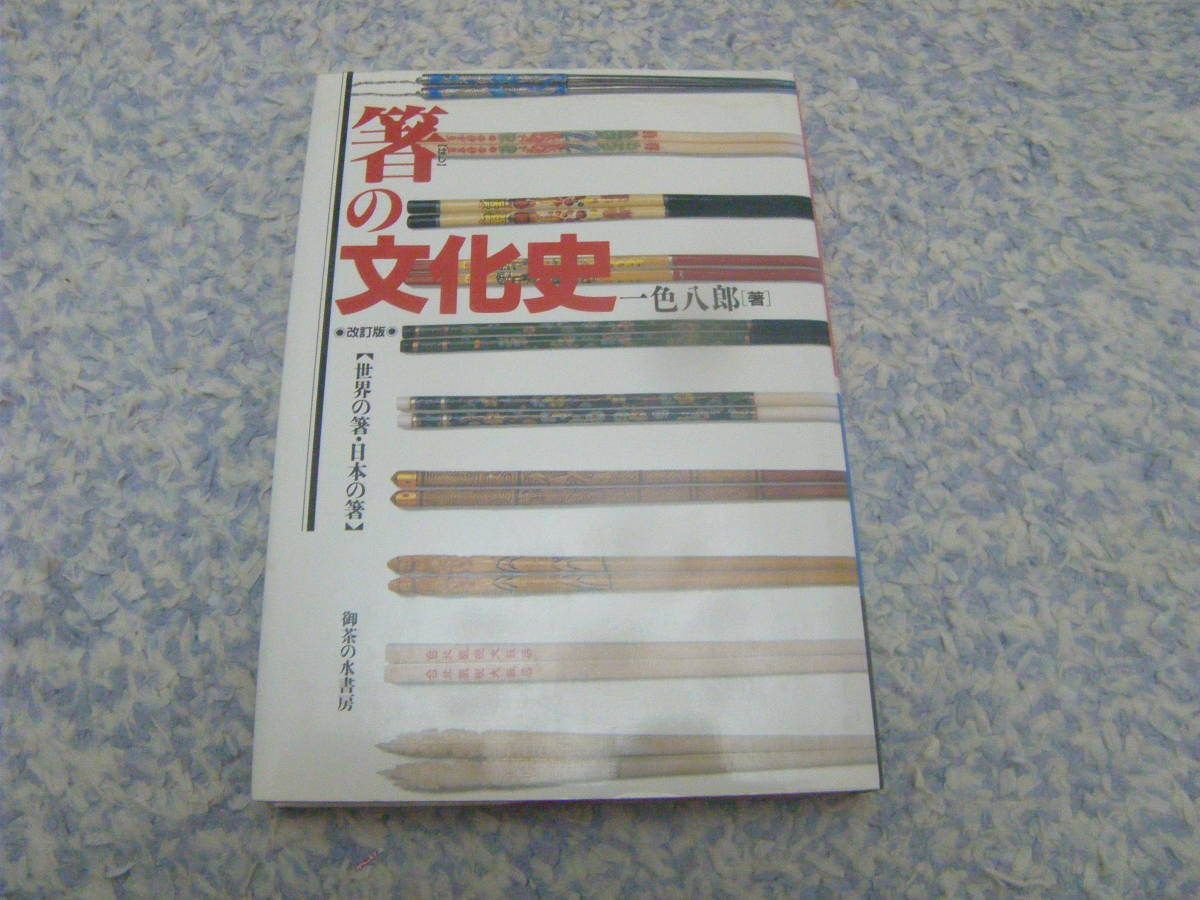 箸
[はし]
の
文化史
一色八郎[著]
●改訂版●
【世界の箸・日本の箸】
御茶の水書房